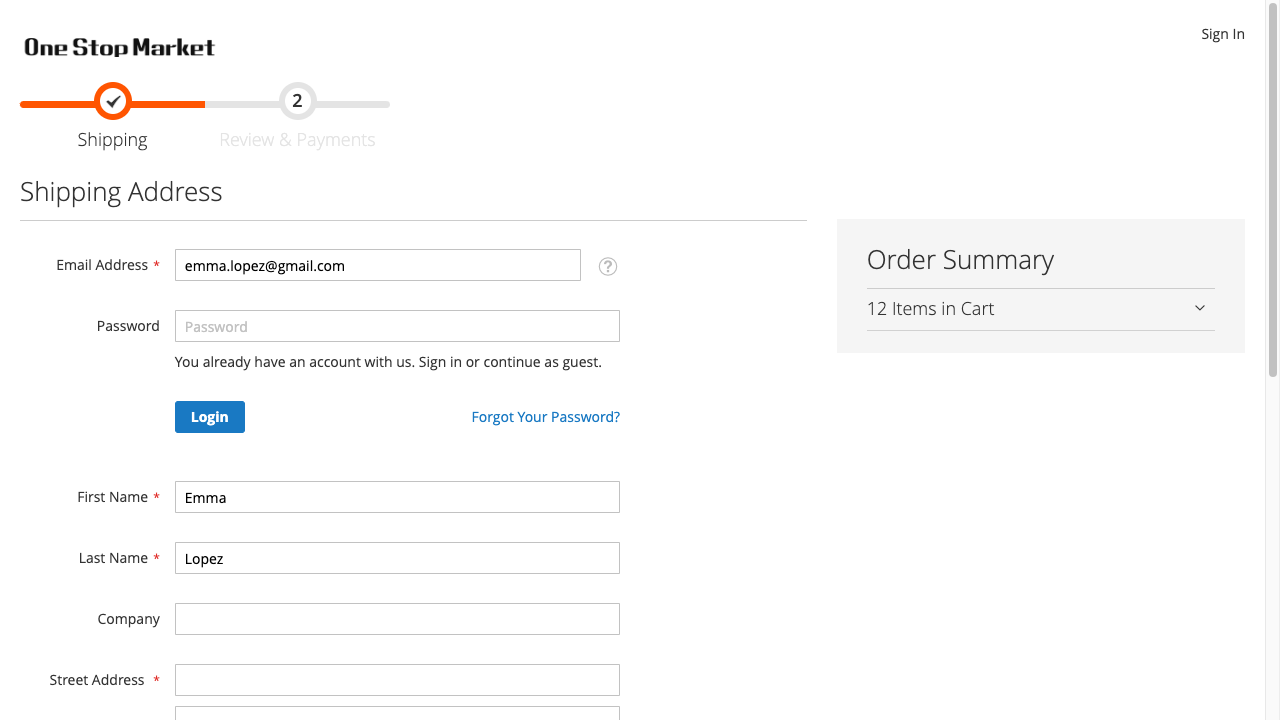 Sign In
One Stop Market
2
Shipping
Review & Payments
Shipping Address
Email Address *
emma.lopez@gmail.com
Password
Password
You already have an account with us. Sign in or continue as guest.
Login
Forgot Your Password?
First Name *
Emma
Last Name *
Lopez
Company
Street Address *
Order Summary
12 Items in Cart